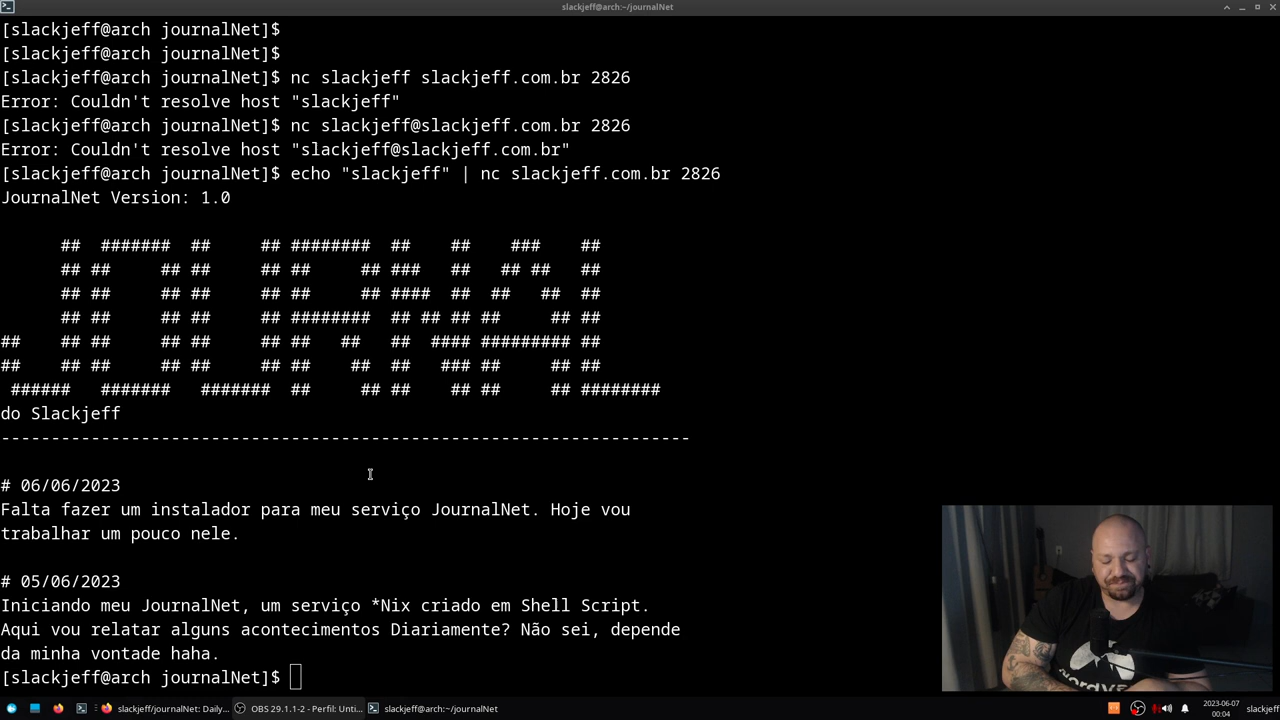 slackjeff@arch:~/journalNet
[slackjeff@arch journalNet]$
[slackjeff@arch journalNet]$
[slackjeff@arch journalNet]$ nc slackjeff slackjeff.com.br 2826
Error: Couldn't resolve host "slackjeff"
[slackjeff@arch journalNet]$ nc slackjeff@slackjeff.com.br 2826
Error: Couldn't resolve host "slackjeff@slackjeff.com.br"
[slackjeff@arch journalNet]$ echo "slackjeff" | nc slackjeff.com.br 2826
JournalNet Version: 1.0
JOURNAL
do Slackjeff
---------------------------------------------------------------------
# 06/06/2023
Falta fazer um instalador para meu serviço JournalNet. Hoje vou
trabalhar um pouco nele.
# 05/06/2023
Iniciando meu JournalNet, um serviço *Nix criado em Shell Script.
Aqui vou relatar alguns acontecimentos Diariamente? Não sei, depende
da minha vontade haha.
[slackjeff@arch journalNet]$
slackjeff/journalNet: Daily... OBS 29.1.1-2 - Perfil: Unti... slackjeff@arch:~/journalNet 2023-06-07 slackjeff
00:04